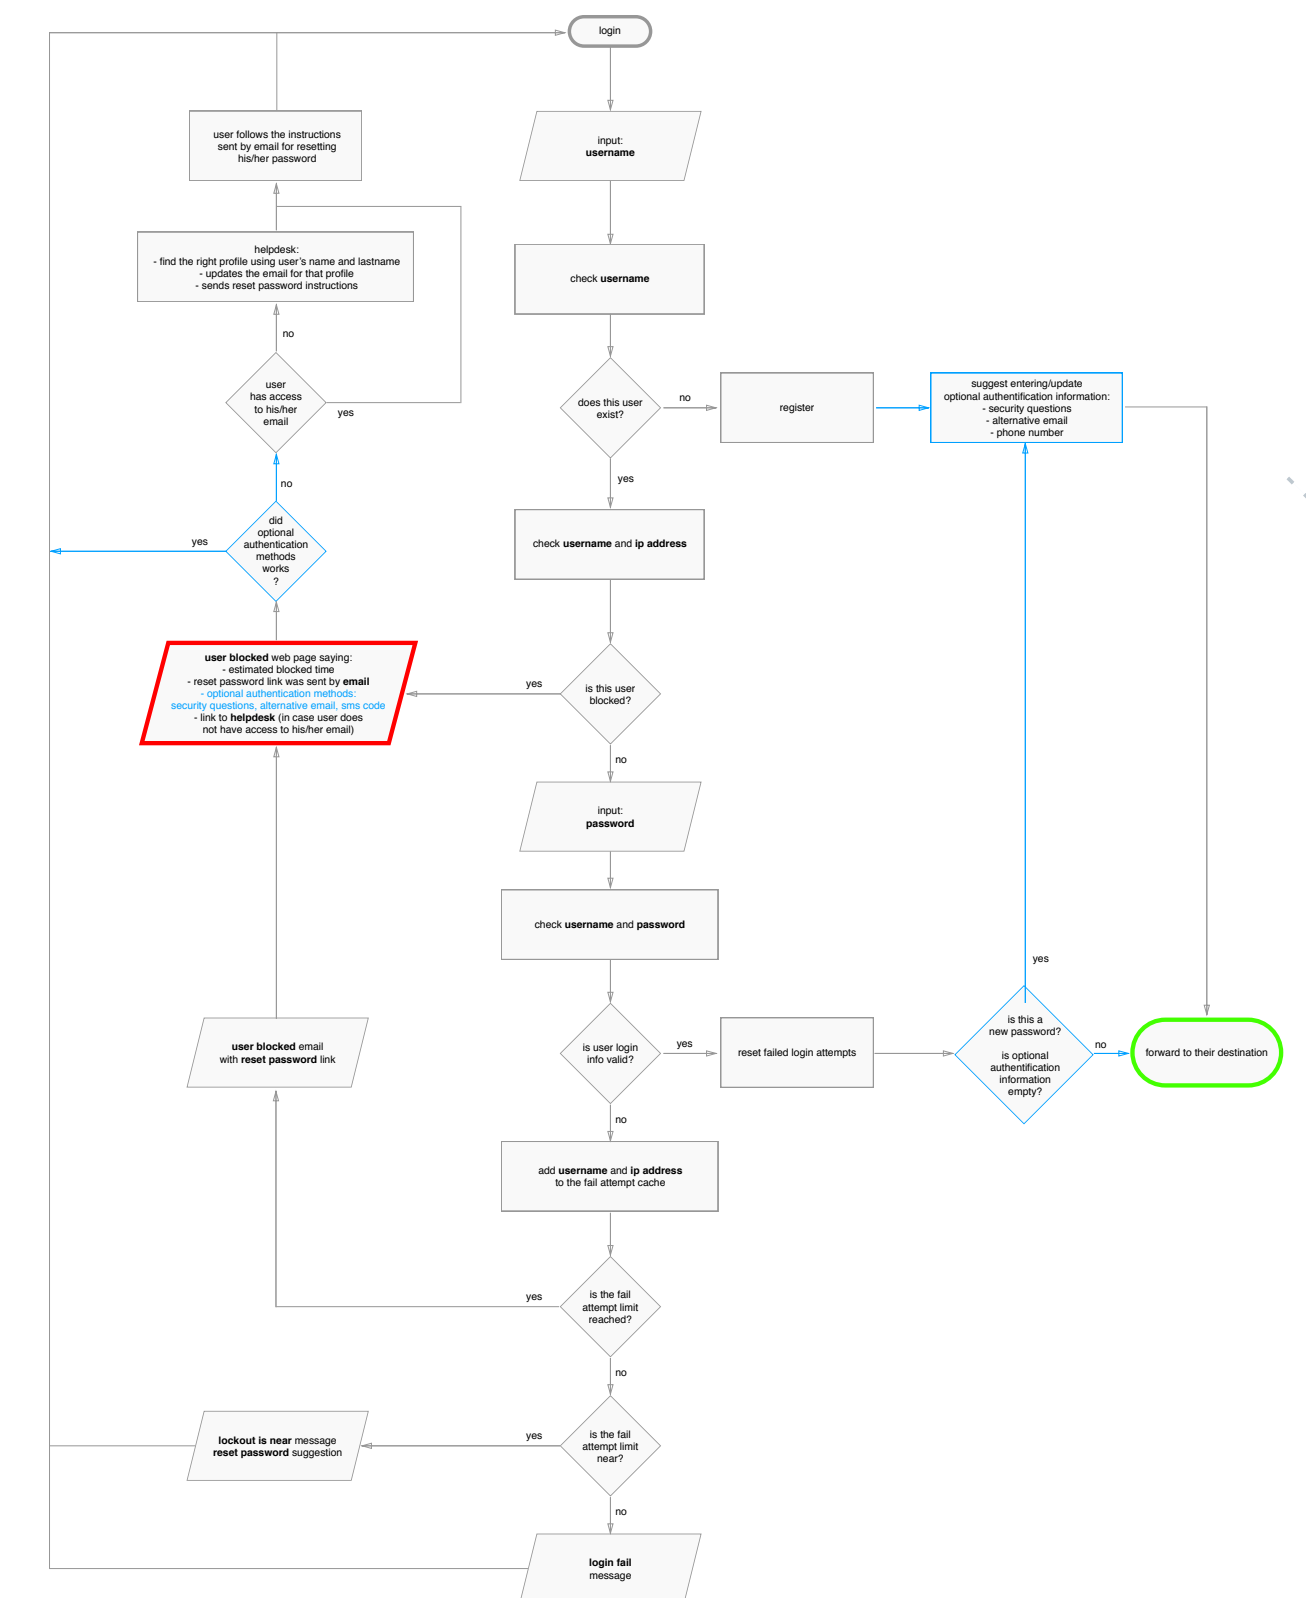 login
input:
username
check username
does this user
exist?
no
register
suggest entering/update
optional authentification information:
- security questions
- alternative email
- phone number
yes
check username and ip address
is this user
blocked?
yes
no
input:
password
check username and password
is user login
info valid?
yes
reset failed login attempts
is this a
new password?
is optional
authentification
information
empty?
yes
no
forward to their destination
no
add username and ip address
to the fail attempt cache
is the fail
attempt limit
reached?
yes
no
is the fail
attempt limit
near?
yes
no
login fail
message
lockout is near message
reset password suggestion
user blocked email
with reset password link
user blocked web page saying:
- estimated blocked time
- reset password link was sent by email
- optional authentication methods:
security questions, alternative email, sms code
- link to helpdesk (in case user does
not have access to his/her email)
did
optional
authentication
methods
works
?
yes
no
user
has access
to his/her
email
yes
no
helpdesk:
- find the right profile using user's name and lastname
- updates the email for that profile
- sends reset password instructions
user follows the instructions
sent by email for resetting
his/her password